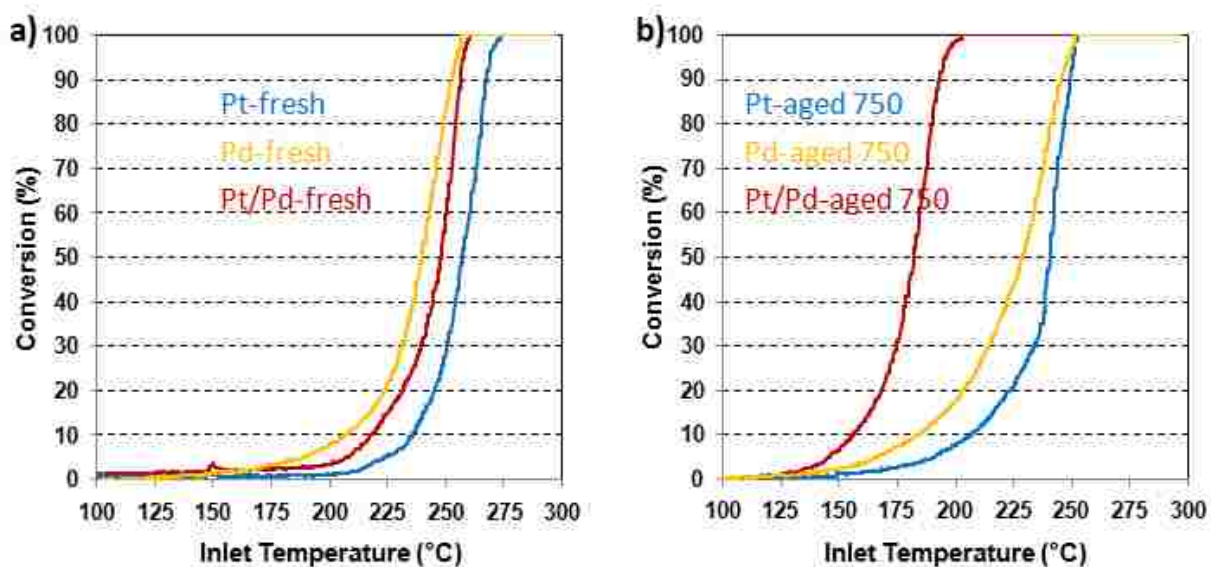 a)
100
90
80
70
60
50
40
30
20
10
0
Conversion (%)
Pt-fresh
Pd-fresh
Pt/Pd-fresh
100 125 150 175 200 225 250 275 300
Inlet Temperature (°C)
b)
100
90
80
70
60
50
40
30
20
10
0
Conversion (%)
Pt-aged 750
Pd-aged 750
Pt/Pd-aged 750
100 125 150 175 200 225 250 275 300
Inlet Temperature (°C)